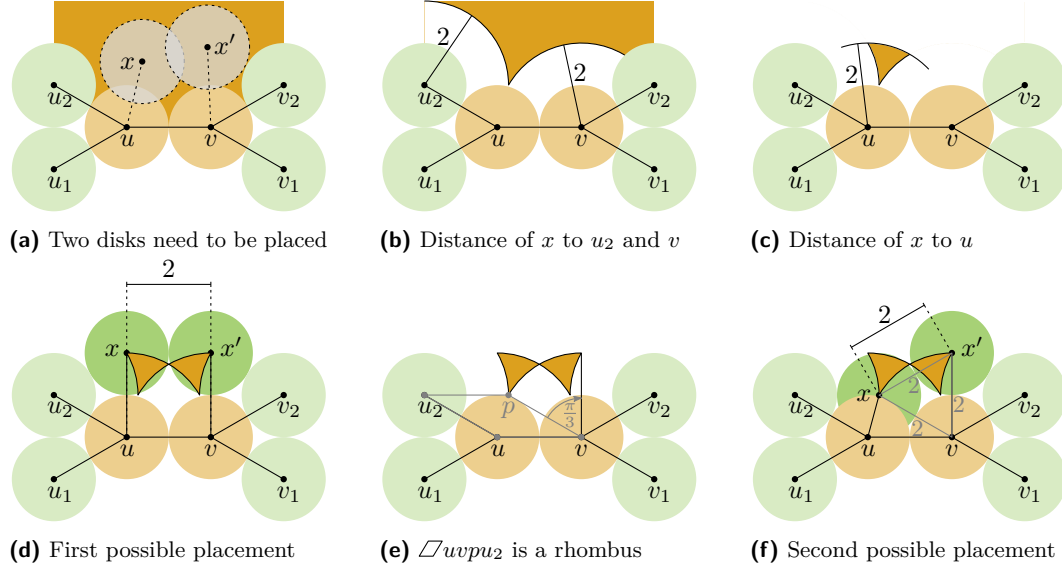 x x′
u₂ u v v₂
u₁ v₁
(a) Two disks need to be placed
2 2
u₂ u v v₂
u₁ v₁
(b) Distance of x to u₂ and v
2
u₂ u v v₂
u₁ v₁
(c) Distance of x to u
2
x x′
u₂ u v v₂
u₁ v₁
(d) First possible placement
u₂ p π/3 v₂
u v
u₁ v₁
(e) ▱uvpu₂ is a rhombus
2
x′
x 2
u₂ 2 2 v₂
u v
u₁ v₁
(f) Second possible placement